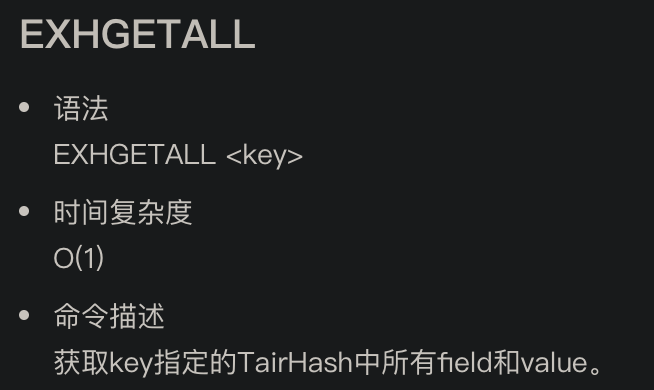 EXHGETALL
• 语法
EXHGETALL <key>
• 时间复杂度
O(1)
• 命令描述
获取key指定的TairHash中所有field和value。